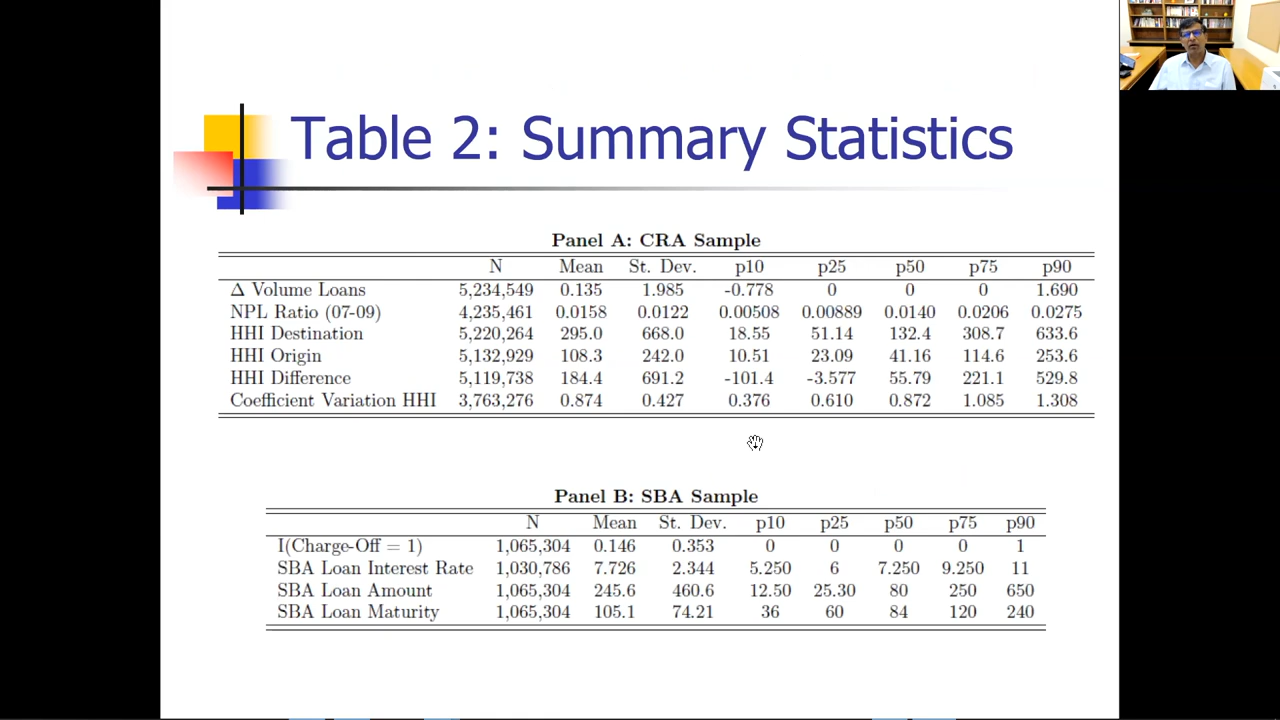 Table 2: Summary Statistics
Panel A: CRA Sample
N Mean St. Dev. p10 p25 p50 p75 p90
Δ Volume Loans 5,234,549 0.135 1.985 -0.778 0 0 0 1.690
NPL Ratio (07-09) 4,235,461 0.0158 0.0122 0.00508 0.00889 0.0140 0.0206 0.0275
HHI Destination 5,220,264 295.0 668.0 18.55 51.14 132.4 308.7 633.6
HHI Origin 5,132,929 108.3 242.0 10.51 23.09 41.16 114.6 253.6
HHI Difference 5,119,738 184.4 691.2 -101.4 -3.577 55.79 221.1 529.8
Coefficient Variation HHI 3,763,276 0.874 0.427 0.376 0.610 0.872 1.085 1.308
Panel B: SBA Sample
N Mean St. Dev. p10 p25 p50 p75 p90
I(Charge-Off = 1) 1,065,304 0.146 0.353 0 0 0 0 1
SBA Loan Interest Rate 1,030,786 7.726 2.344 5.250 6 7.250 9.250 11
SBA Loan Amount 1,065,304 245.6 460.6 12.50 25.30 80 250 650
SBA Loan Maturity 1,065,304 105.1 74.21 36 60 84 120 240